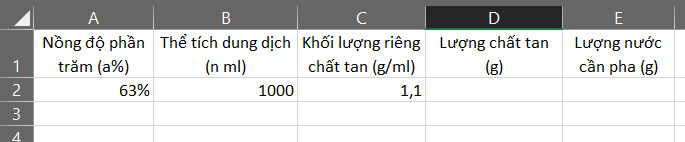 A B C D E
Nồng độ phần Thể tích dung dịch Khối lượng riêng Lượng chất tan Lượng nước
1 trăm (a%) (n ml) chất tan (g/ml) (g) cần pha (g)
2 63% 1000 1,1
3
4